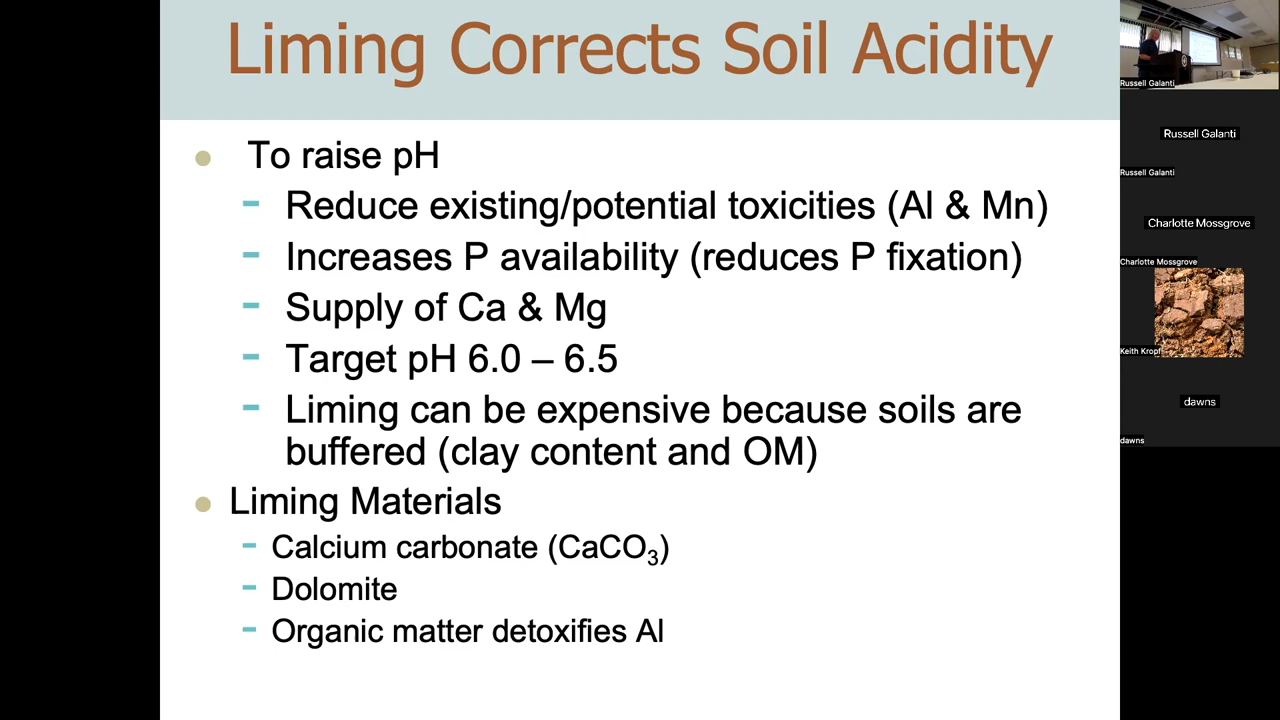 Liming Corrects Soil Acidity
To raise pH
Reduce existing/potential toxicities (Al & Mn)
Increases P availability (reduces P fixation)
Supply of Ca & Mg
Target pH 6.0 – 6.5
Liming can be expensive because soils are
buffered (clay content and OM)
Liming Materials
Calcium carbonate (CaCO₃)
Dolomite
Organic matter detoxifies Al
Russell Galanti
Russell Galanti
Russell Galanti
Charlotte Mossgrove
Charlotte Mossgrove
Keith Kropf
dawns
dawns